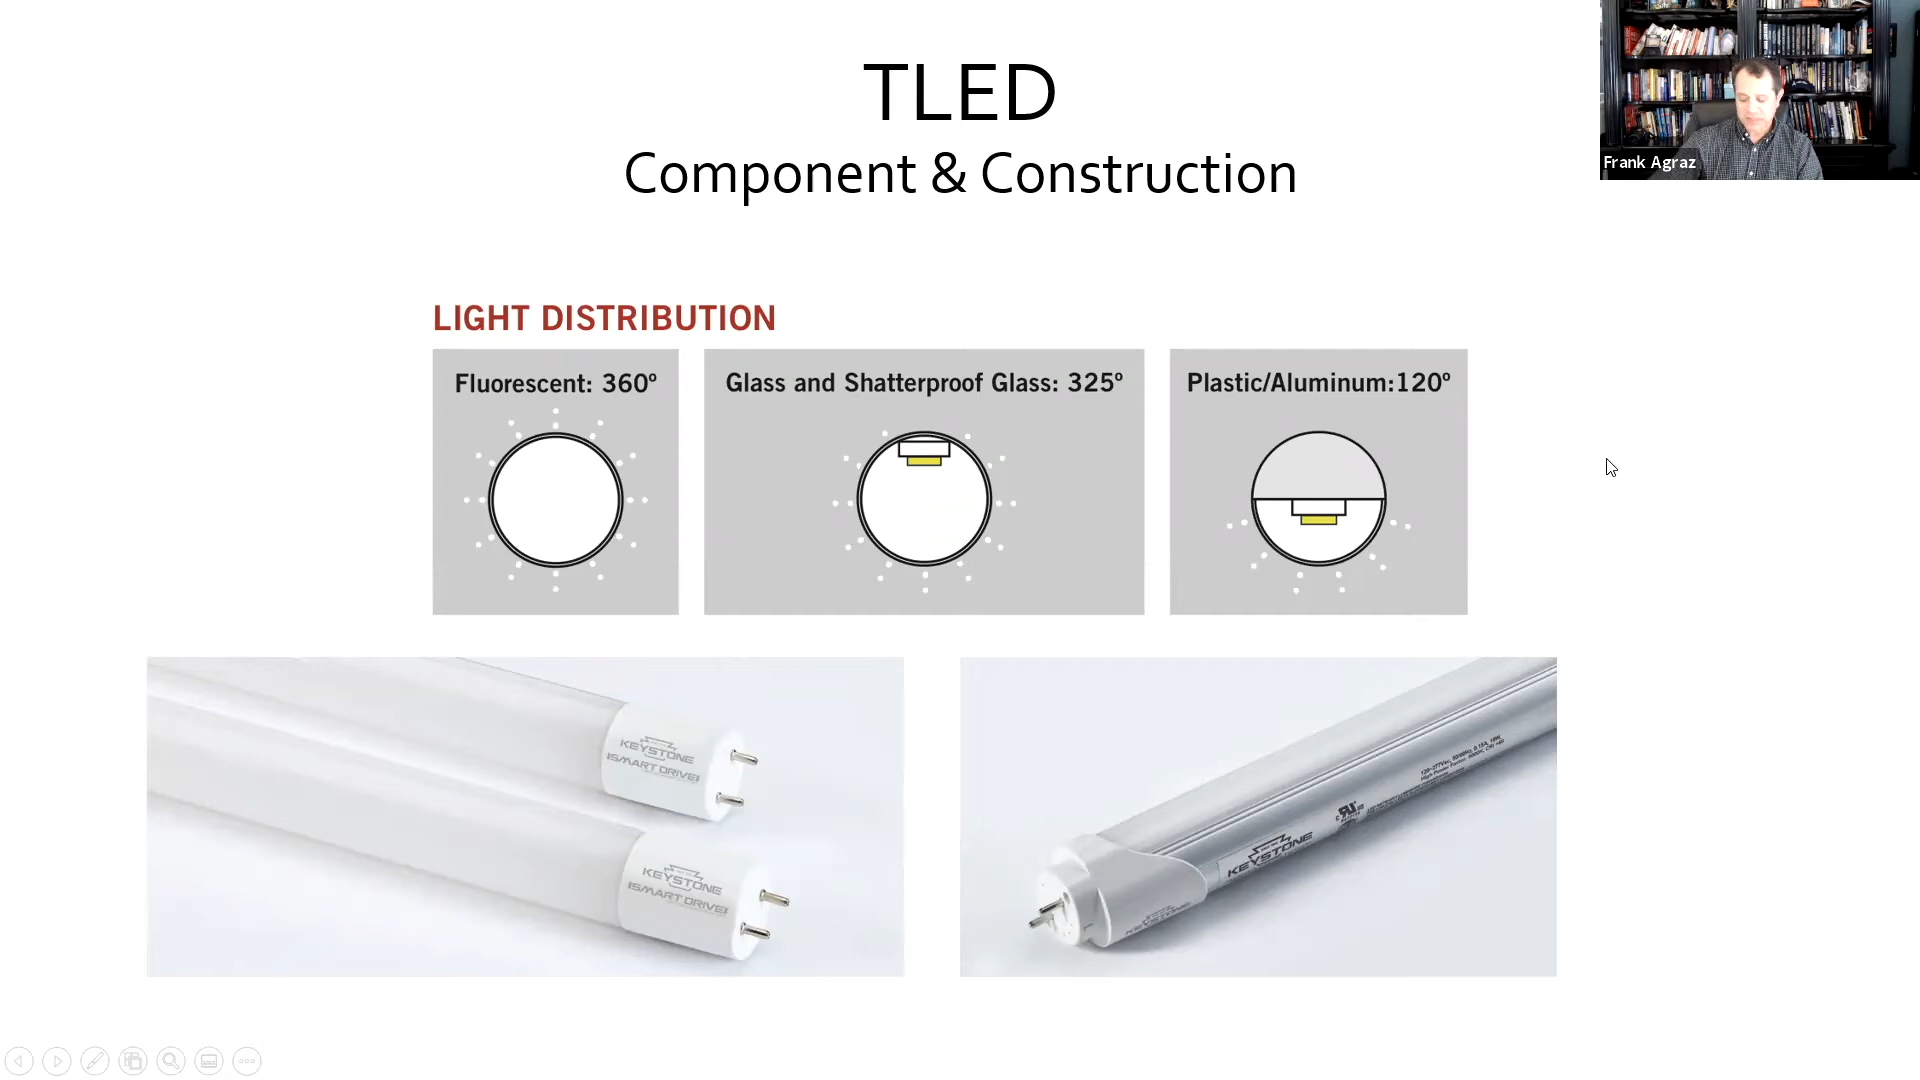 TLED
Component & Construction
Frank Agraz
LIGHT DISTRIBUTION
Fluorescent: 360º
Glass and Shatterproof Glass: 325º
Plastic/Aluminum:120º
KEYSTONE
SMART DRIVE
KEYSTONE
SMART DRIVE
KEYSTONE
KEYSTONE